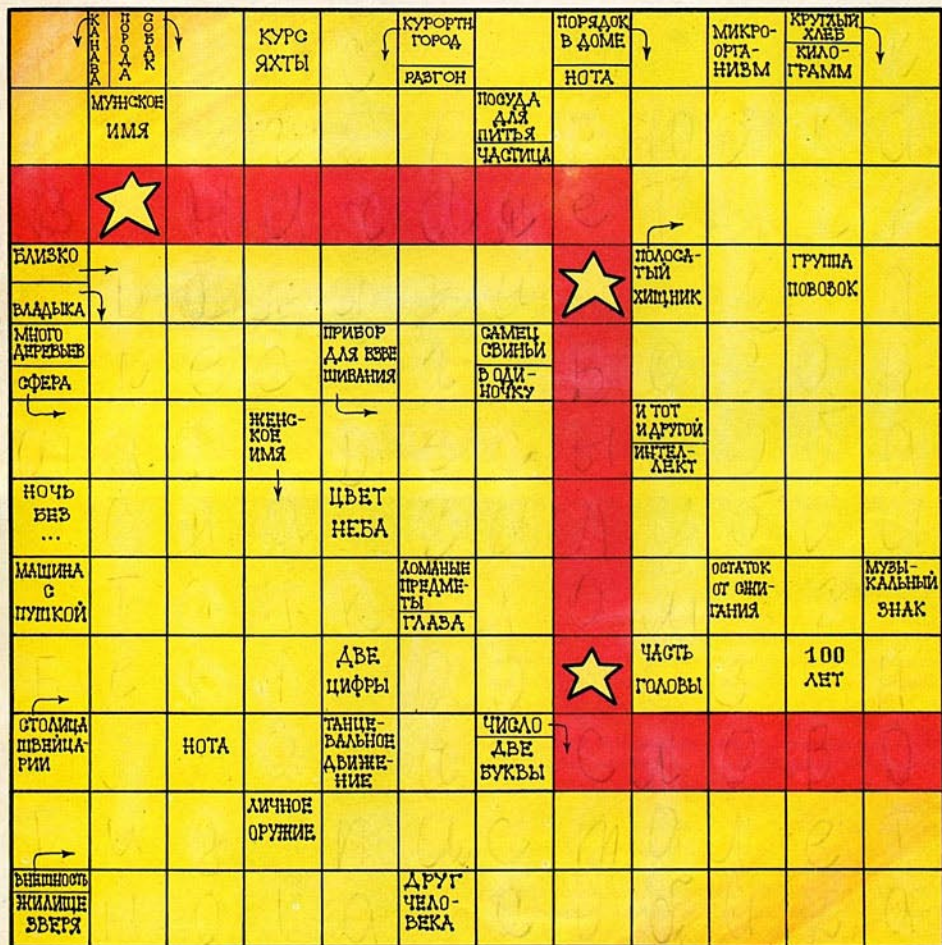 КАНАВА
ПОРОДА
СОБАК
КУРС
ЯХТЫ
КУРОРТН
ГОРОД
РАЗГОН
ПОРЯДОК
В ДОМЕ
НОТА
МИКРО-
ОРГА-
НИЗМ
КРУГЛЫЙ
ХЛЕБ
КИЛО-
ГРАММ
МУЖСКОЕ
ИМЯ
ПОСУДА
ДЛЯ
ПИТЬЯ
ЧАСТИЦА
БЛИЗКО
ВЛАДЫКА
ПОЛОСА-
ТЫЙ
ХИЩНИК
ГРУППА
ПОВОЗОК
МНОГО
ДЕРЕВЬЕВ
СФЕРА
ПРИБОР
ДЛЯ ВЗВЕ
ШИВАНИЯ
САМЕЦ
СВИНЬИ
В ОДИ-
НОЧКУ
ЖЕНС-
КОЕ
ИМЯ
И ТОТ
И ДРУГОЙ
ИНТЕЛ-
ЛЕКТ
НОЧЬ
БЕЗ
...
ЦВЕТ
НЕБА
МАШИНА
С
ПУШКОЙ
ЛОМАНЫЕ
ПРЕДМЕ-
ТЫ
ГЛАЗА
ОСТАТОК
ОТ СЖИ-
ГАНИЯ
МУЗЫ-
КАЛЬНЫЙ
ЗНАК
ДВЕ
ЦИФРЫ
ЧАСТЬ
ГОЛОВЫ
100
ЛЕТ
СТОЛИЦА
ШВЕЙЦА-
РИИ
НОТА
ТАНЦЕ-
ВАЛЬНОЕ
ДВИЖЕ-
НИЕ
ЧИСЛО
ДВЕ
БУКВЫ
ЛИЧНОЕ
ОРУЖИЕ
ВНЕШНОСТЬ
ЖИЛИЩЕ
ЗВЕРЯ
ДРУГ
ЧЕЛО-
ВЕКА